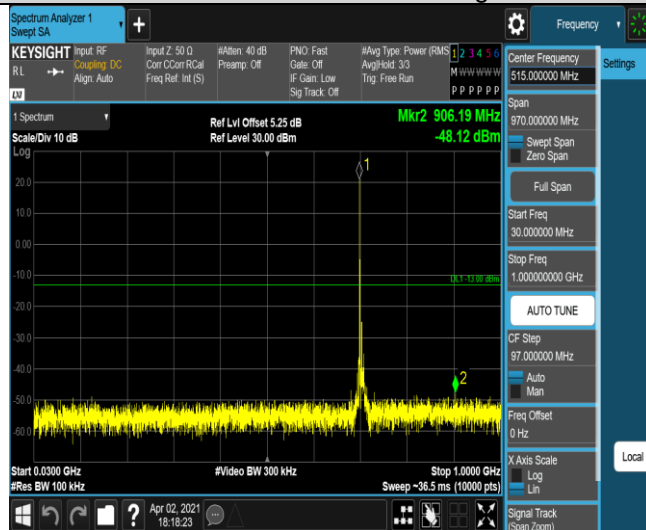 Spectrum Analyzer 1
Swept SA
+
Frequency
KEYSIGHT
RL
LXI
Input: RF
Coupling: DC
Align: Auto
Input Z: 50 Ω
Corr CCorr RCal
Freq Ref: Int (S)
#Atten: 40 dB
Preamp: Off
PNO: Fast
Gate: Off
IF Gain: Low
Sig Track: Off
#Avg Type: Power (RMS
Avg|Hold: 3/3
Trig: Free Run
1 2 3 4 5 6
M W W W W W
P P P P P P
1 Spectrum
Scale/Div 10 dB
Ref Lvl Offset 5.25 dB
Ref Level 30.00 dBm
Mkr2 906.19 MHz
-48.12 dBm
Log
20.0
10.0
0.00
-10.0
-20.0
-30.0
-40.0
-50.0
-60.0
1
DL1 -13.00 dBm
2
Start 0.0300 GHz
#Res BW 100 kHz
#Video BW 300 kHz
Stop 1.0000 GHz
Sweep ~36.5 ms (10000 pts)
?
Apr 02, 2021
18:18:23
Center Frequency
515.000000 MHz
Span
970.000000 MHz
Swept Span
Zero Span
Full Span
Start Freq
30.000000 MHz
Stop Freq
1.000000000 GHz
AUTO TUNE
CF Step
97.000000 MHz
Auto
Man
Freq Offset
0 Hz
X Axis Scale
Log
Lin
Signal Track
(Span Zoom)
Settings
Local